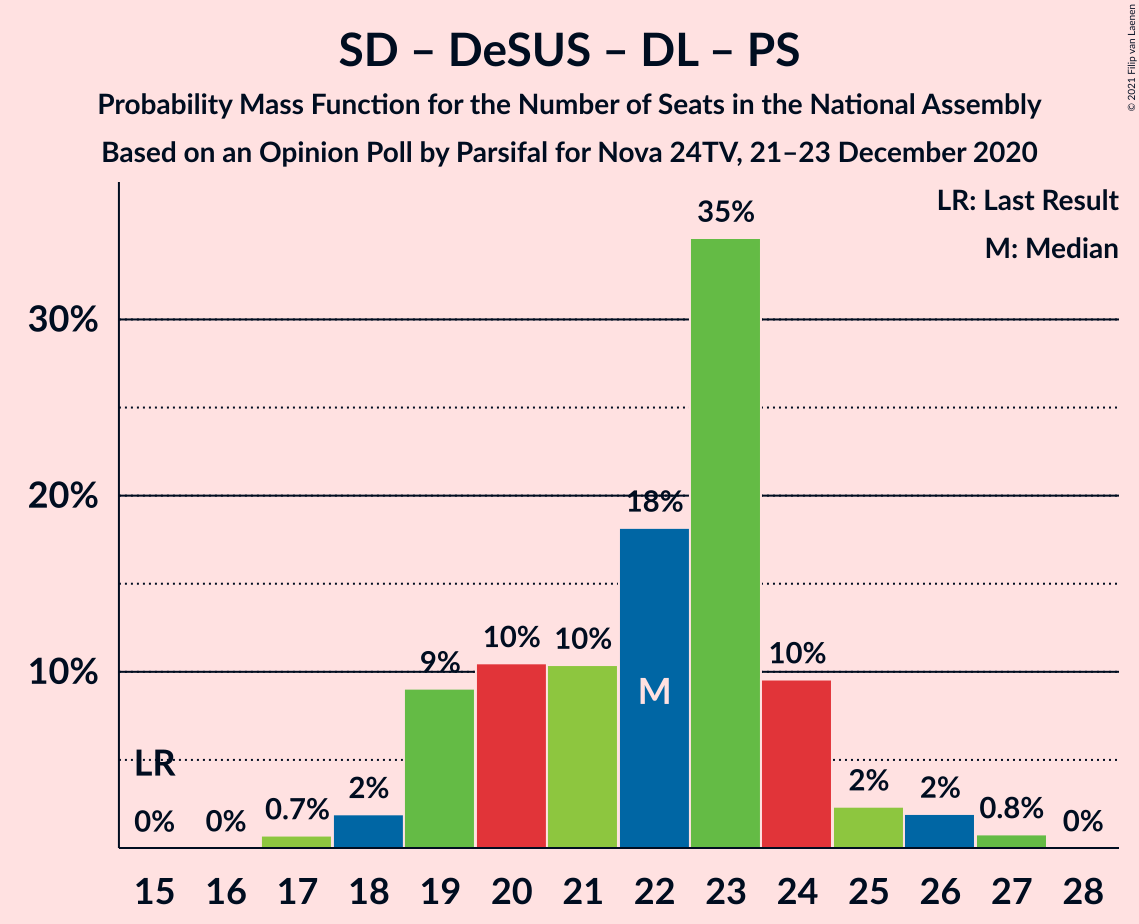 SD – DeSUS – DL – PS
Probability Mass Function for the Number of Seats in the National Assembly
Based on an Opinion Poll by Parsifal for Nova 24TV, 21–23 December 2020
© 2021 Filip van Laenen
LR: Last Result
M: Median
30%
20%
10%
LR
0% 0% 0.7% 2% 9% 10% 10% 18% 35% 10% 2% 2% 0.8% 0%
M
15 16 17 18 19 20 21 22 23 24 25 26 27 28